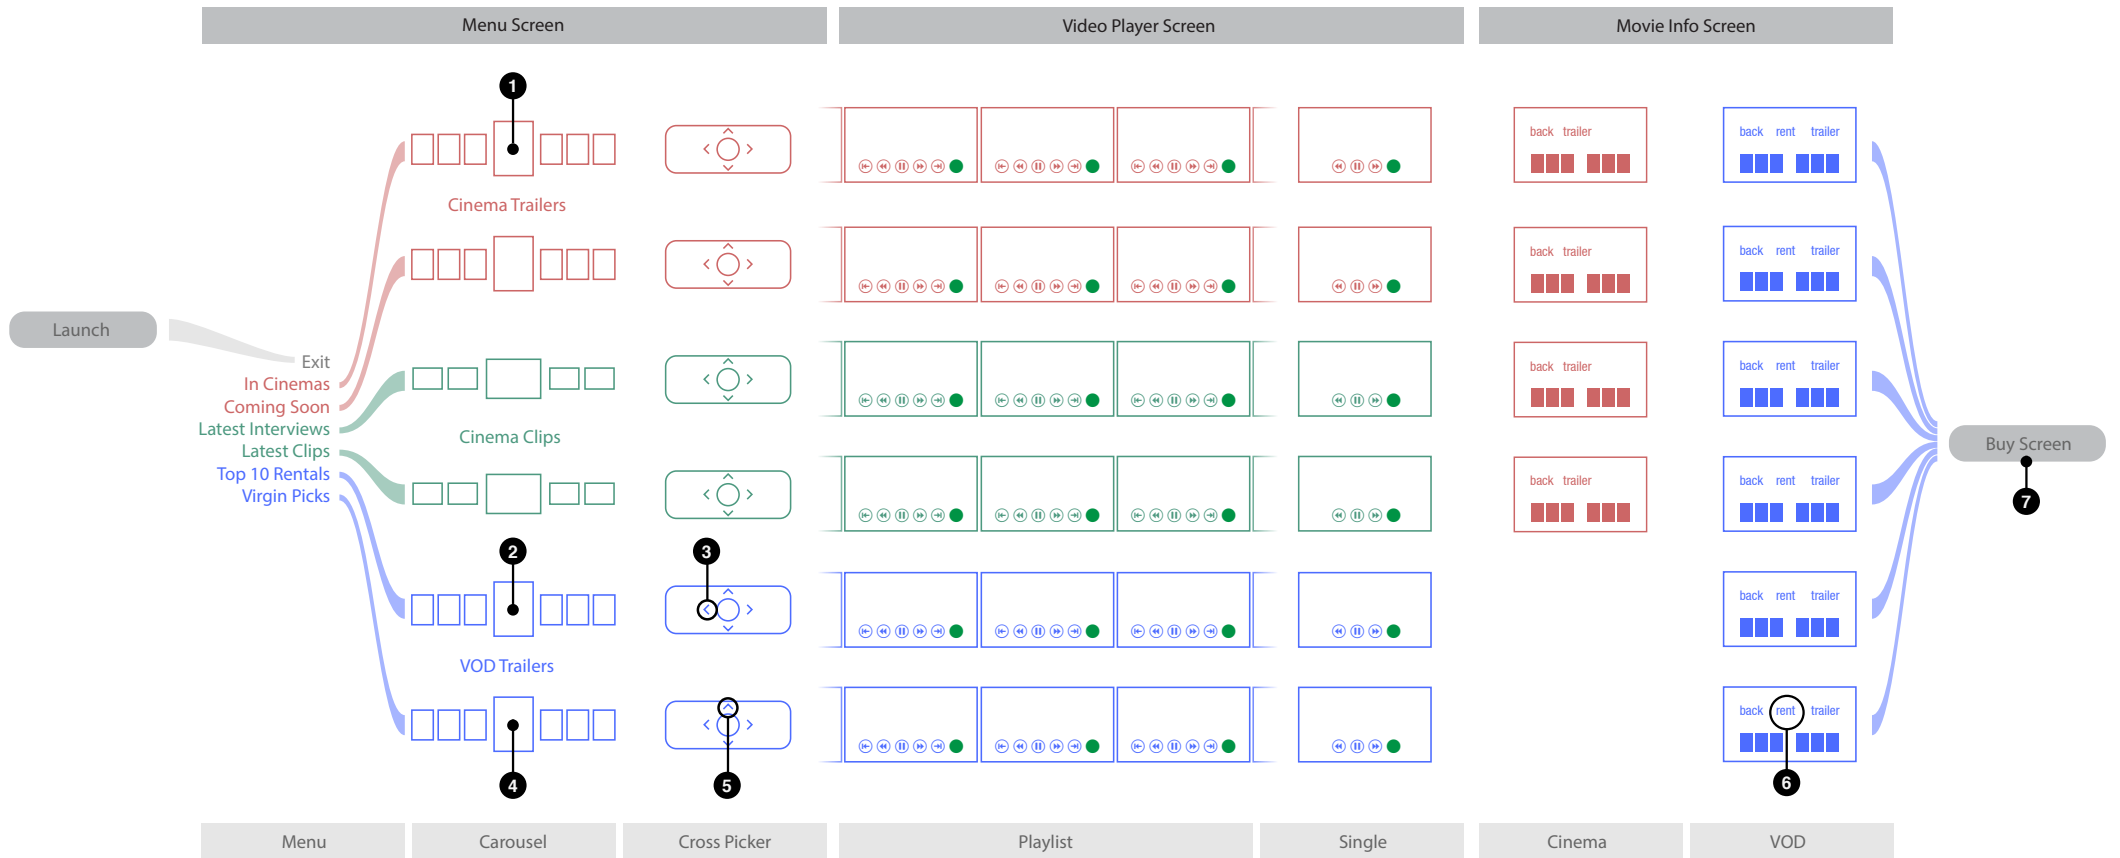 Menu Screen
Video Player Screen
Movie Info Screen
1
back trailer
back rent trailer
Cinema Trailers
back trailer
back rent trailer
Launch
Exit
In Cinemas
Coming Soon
Latest Interviews
Latest Clips
Top 10 Rentals
Virgin Picks
back trailer
back rent trailer
Cinema Clips
Buy Screen
back trailer
back rent trailer
7
2
3
back rent trailer
VOD Trailers
back rent trailer
4
5
6
Menu
Carousel
Cross Picker
Playlist
Single
Cinema
VOD